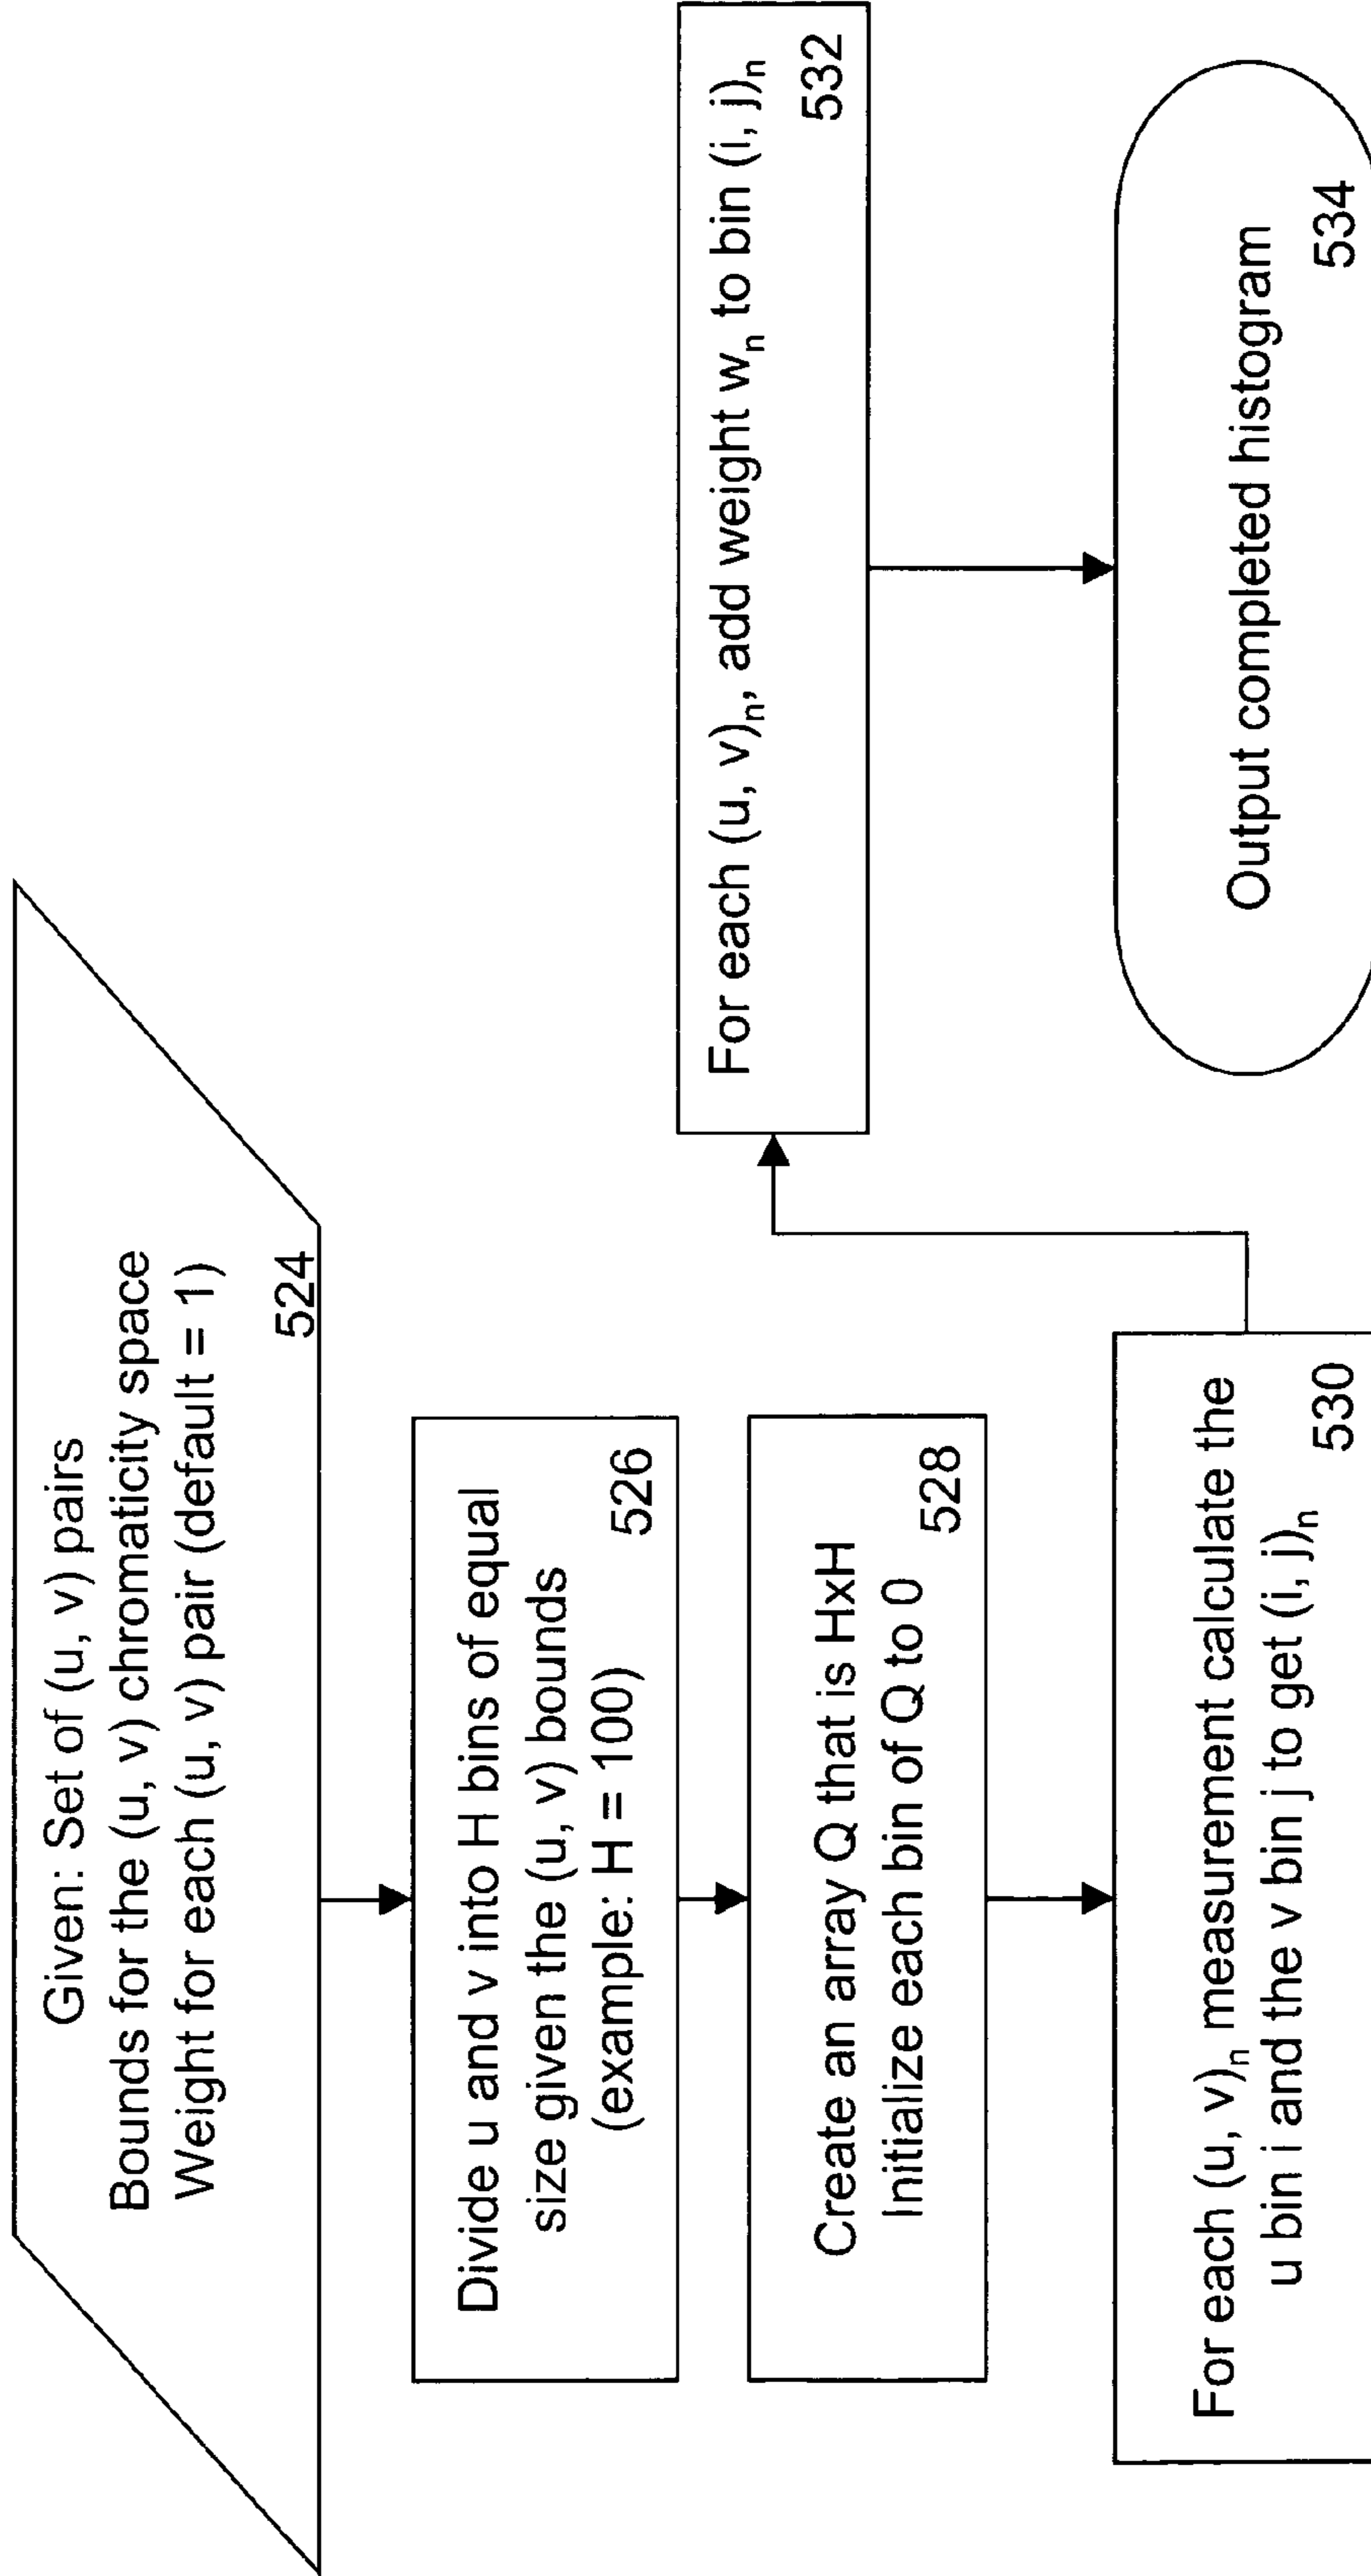 Given: Set of (u, v) pairs
Bounds for the (u, v) chromaticity space
Weight for each (u, v) pair (default = 1)
524
Divide u and v into H bins of equal
size given the (u, v) bounds
(example: H = 100)
526
Create an array Q that is HxH
Initialize each bin of Q to 0
528
For each (u, v)n measurement calculate the
u bin i and the v bin j to get (i, j)n
530
For each (u, v)n, add weight wn to bin (i, j)n
532
Output completed histogram
534